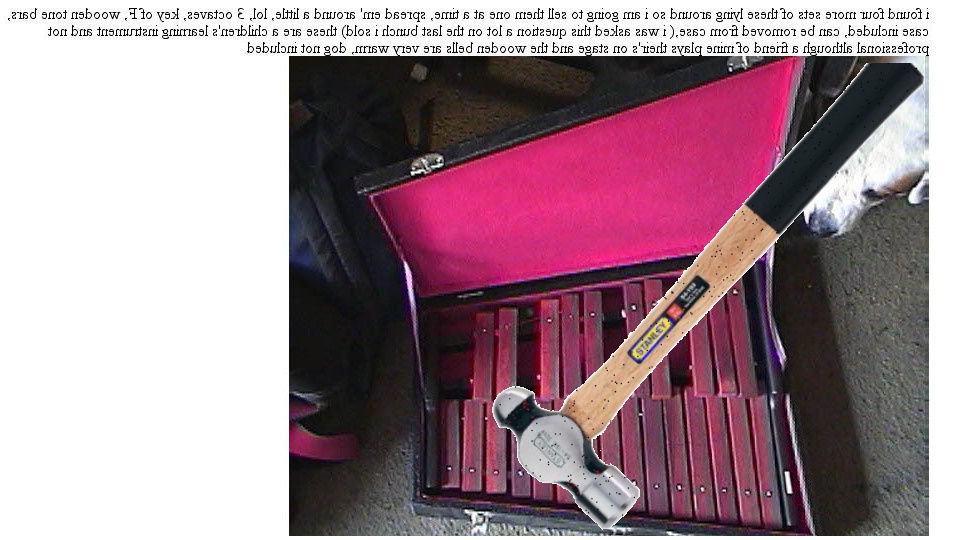 i found four more sets of these lying around so i am going to sell them one at a time, spread em' around a little, lol, 3 octaves, key of F, wooden tone bars,
case included, can be removed from case,( i was asked this question a lot on the last bunch i sold) these are a children's learning instrument and not
professional although a friend of mine plays their's on stage and the wooden bells are very warm, dog not included
STANLEY